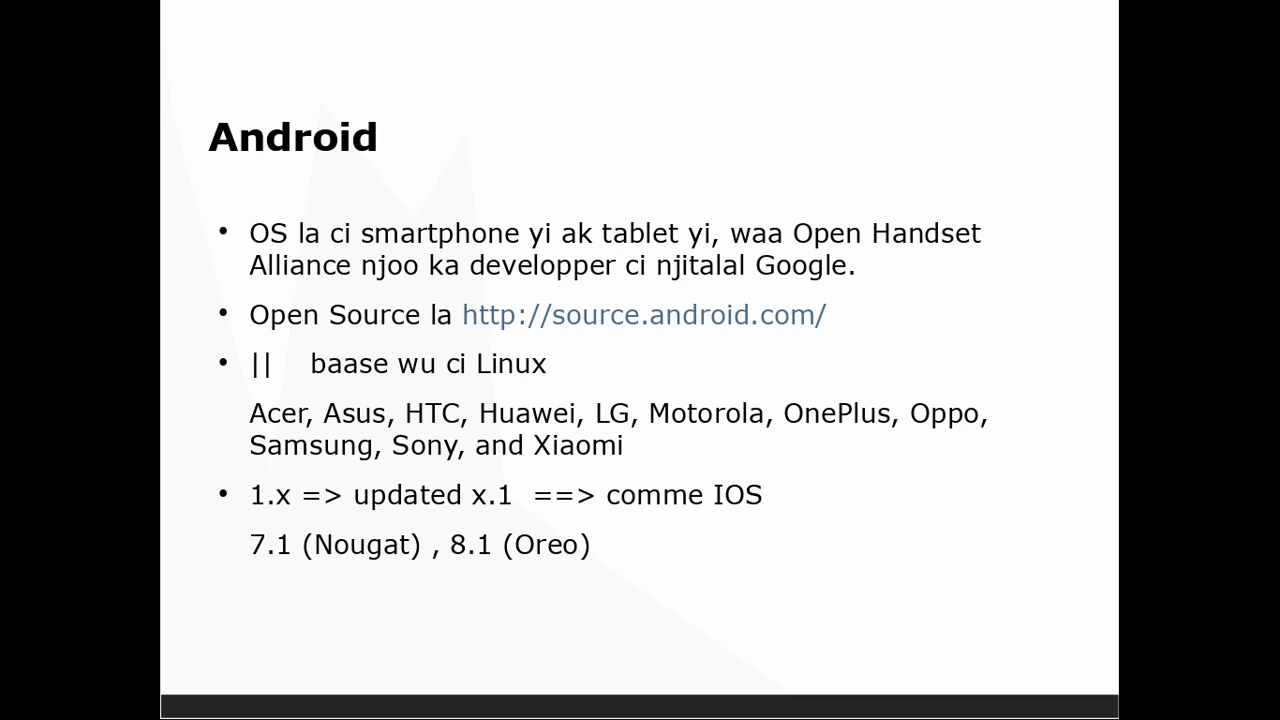 Android
• OS la ci smartphone yi ak tablet yi, waa Open Handset
Alliance njoo ka developper ci njitalal Google.
• Open Source la http://source.android.com/
• || baase wu ci Linux
Acer, Asus, HTC, Huawei, LG, Motorola, OnePlus, Oppo,
Samsung, Sony, and Xiaomi
• 1.x => updated x.1 ==> comme IOS
7.1 (Nougat) , 8.1 (Oreo)